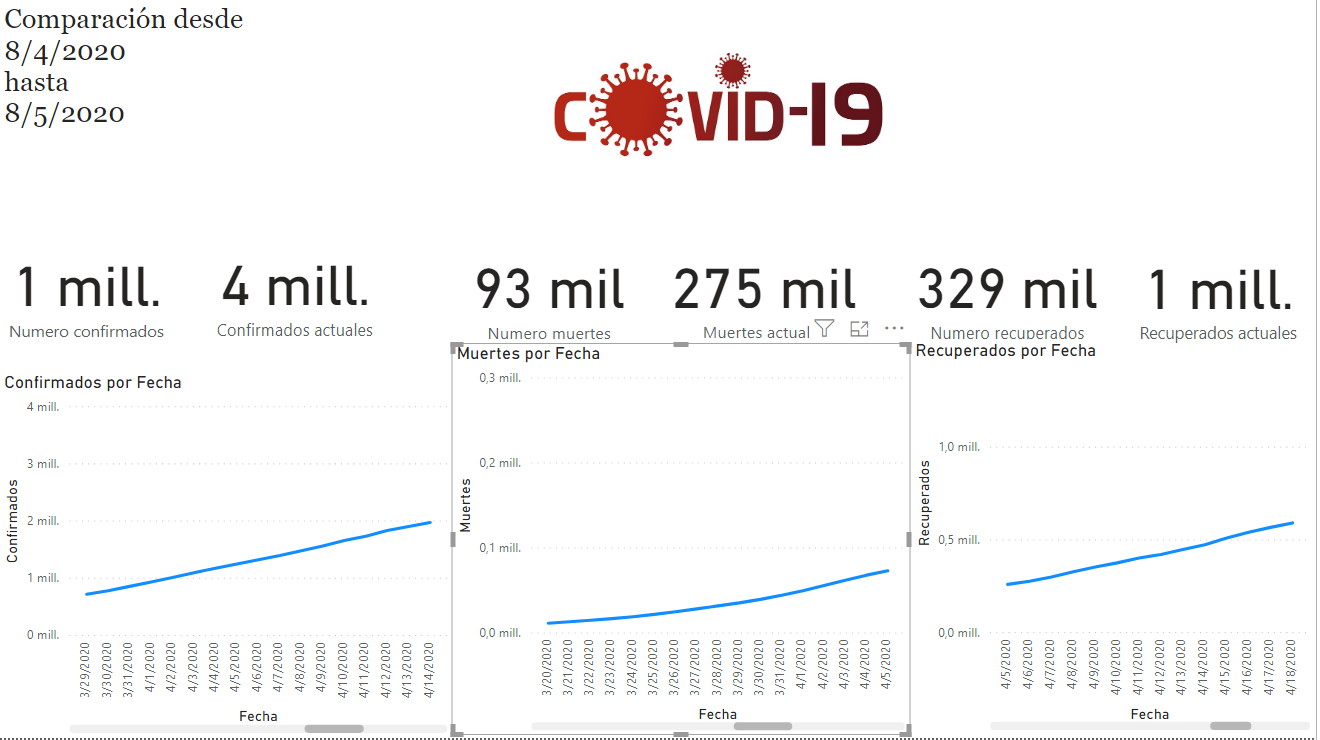 Comparación desde
8/4/2020
hasta
8/5/2020
COVID-19
1 mill.
Numero confirmados
4 mill.
Confirmados actuales
93 mil
Numero muertes
275 mil
Muertes actual
329 mil
Numero recuperados
1 mill.
Recuperados actuales
Confirmados por Fecha
4 mill.
3 mill.
2 mill.
1 mill.
0 mill.
Confirmados
3/29/2020
3/30/2020
3/31/2020
4/1/2020
4/2/2020
4/3/2020
4/4/2020
4/5/2020
4/6/2020
4/7/2020
4/8/2020
4/9/2020
4/10/2020
4/11/2020
4/12/2020
4/13/2020
4/14/2020
Fecha
Muertes por Fecha
0,3 mill.
0,2 mill.
0,1 mill.
0,0 mill.
Muertes
3/20/2020
3/21/2020
3/22/2020
3/23/2020
3/24/2020
3/25/2020
3/26/2020
3/27/2020
3/28/2020
3/29/2020
3/30/2020
3/31/2020
4/1/2020
4/2/2020
4/3/2020
4/4/2020
4/5/2020
Fecha
Recuperados por Fecha
1,0 mill.
0,5 mill.
0,0 mill.
Recuperados
4/5/2020
4/6/2020
4/7/2020
4/8/2020
4/9/2020
4/10/2020
4/11/2020
4/12/2020
4/13/2020
4/14/2020
4/15/2020
4/16/2020
4/17/2020
4/18/2020
Fecha